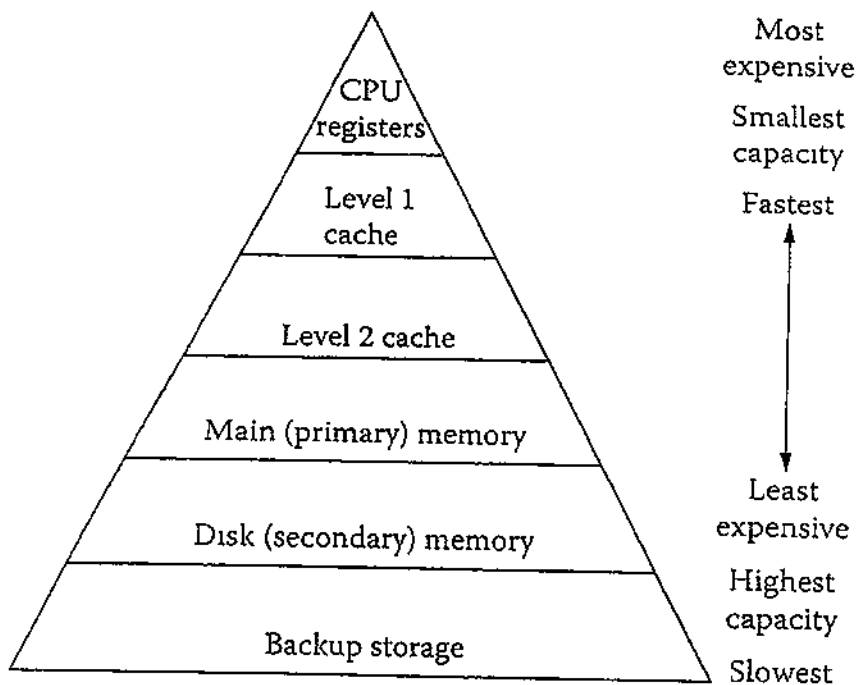 CPU
registers
Level 1
cache
Level 2 cache
Main (primary) memory
Disk (secondary) memory
Backup storage
Most
expensive
Smallest
capacity
Fastest
Least
expensive
Highest
capacity
Slowest